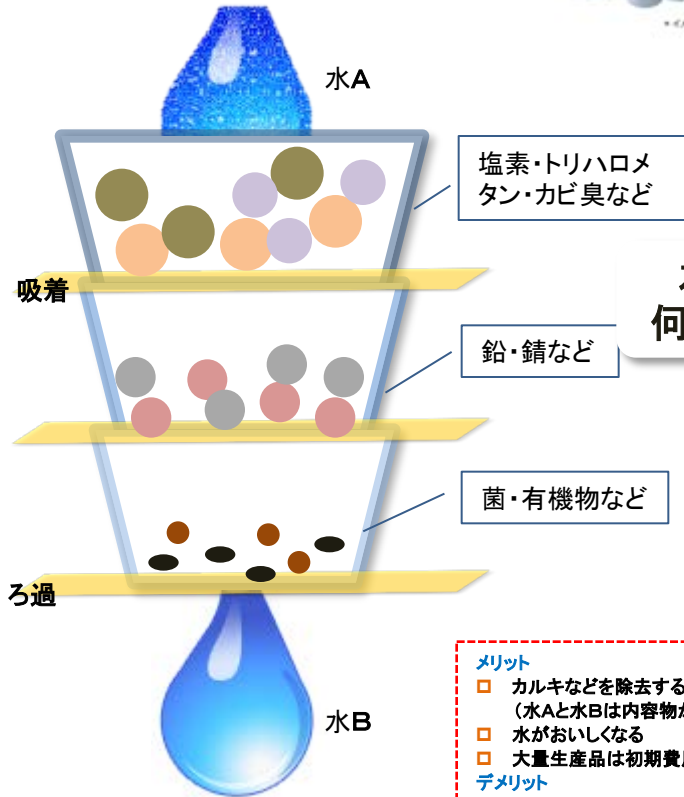 水A
塩素・トリハロメ
タン・カビ臭など
吸着
何
鉛・錆など
菌・有機物など
ろ過
水B
メリット
カルキなどを除去する
（水Aと水Bは内容物が
水がおいしくなる
大量生産品は初期費
デメリット